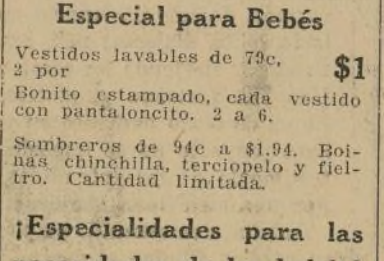 Especial para Bebés
Vestidos lavables de 79c,
2 por $1
Bonito estampado, cada vestido
con pantaloncito. 2 a 6.
Sombreros de 94c a $1.94. Boi-
nas chinchilla, terciopelo y fiel-
tro. Cantidad limitada.
¡Especialidades para las